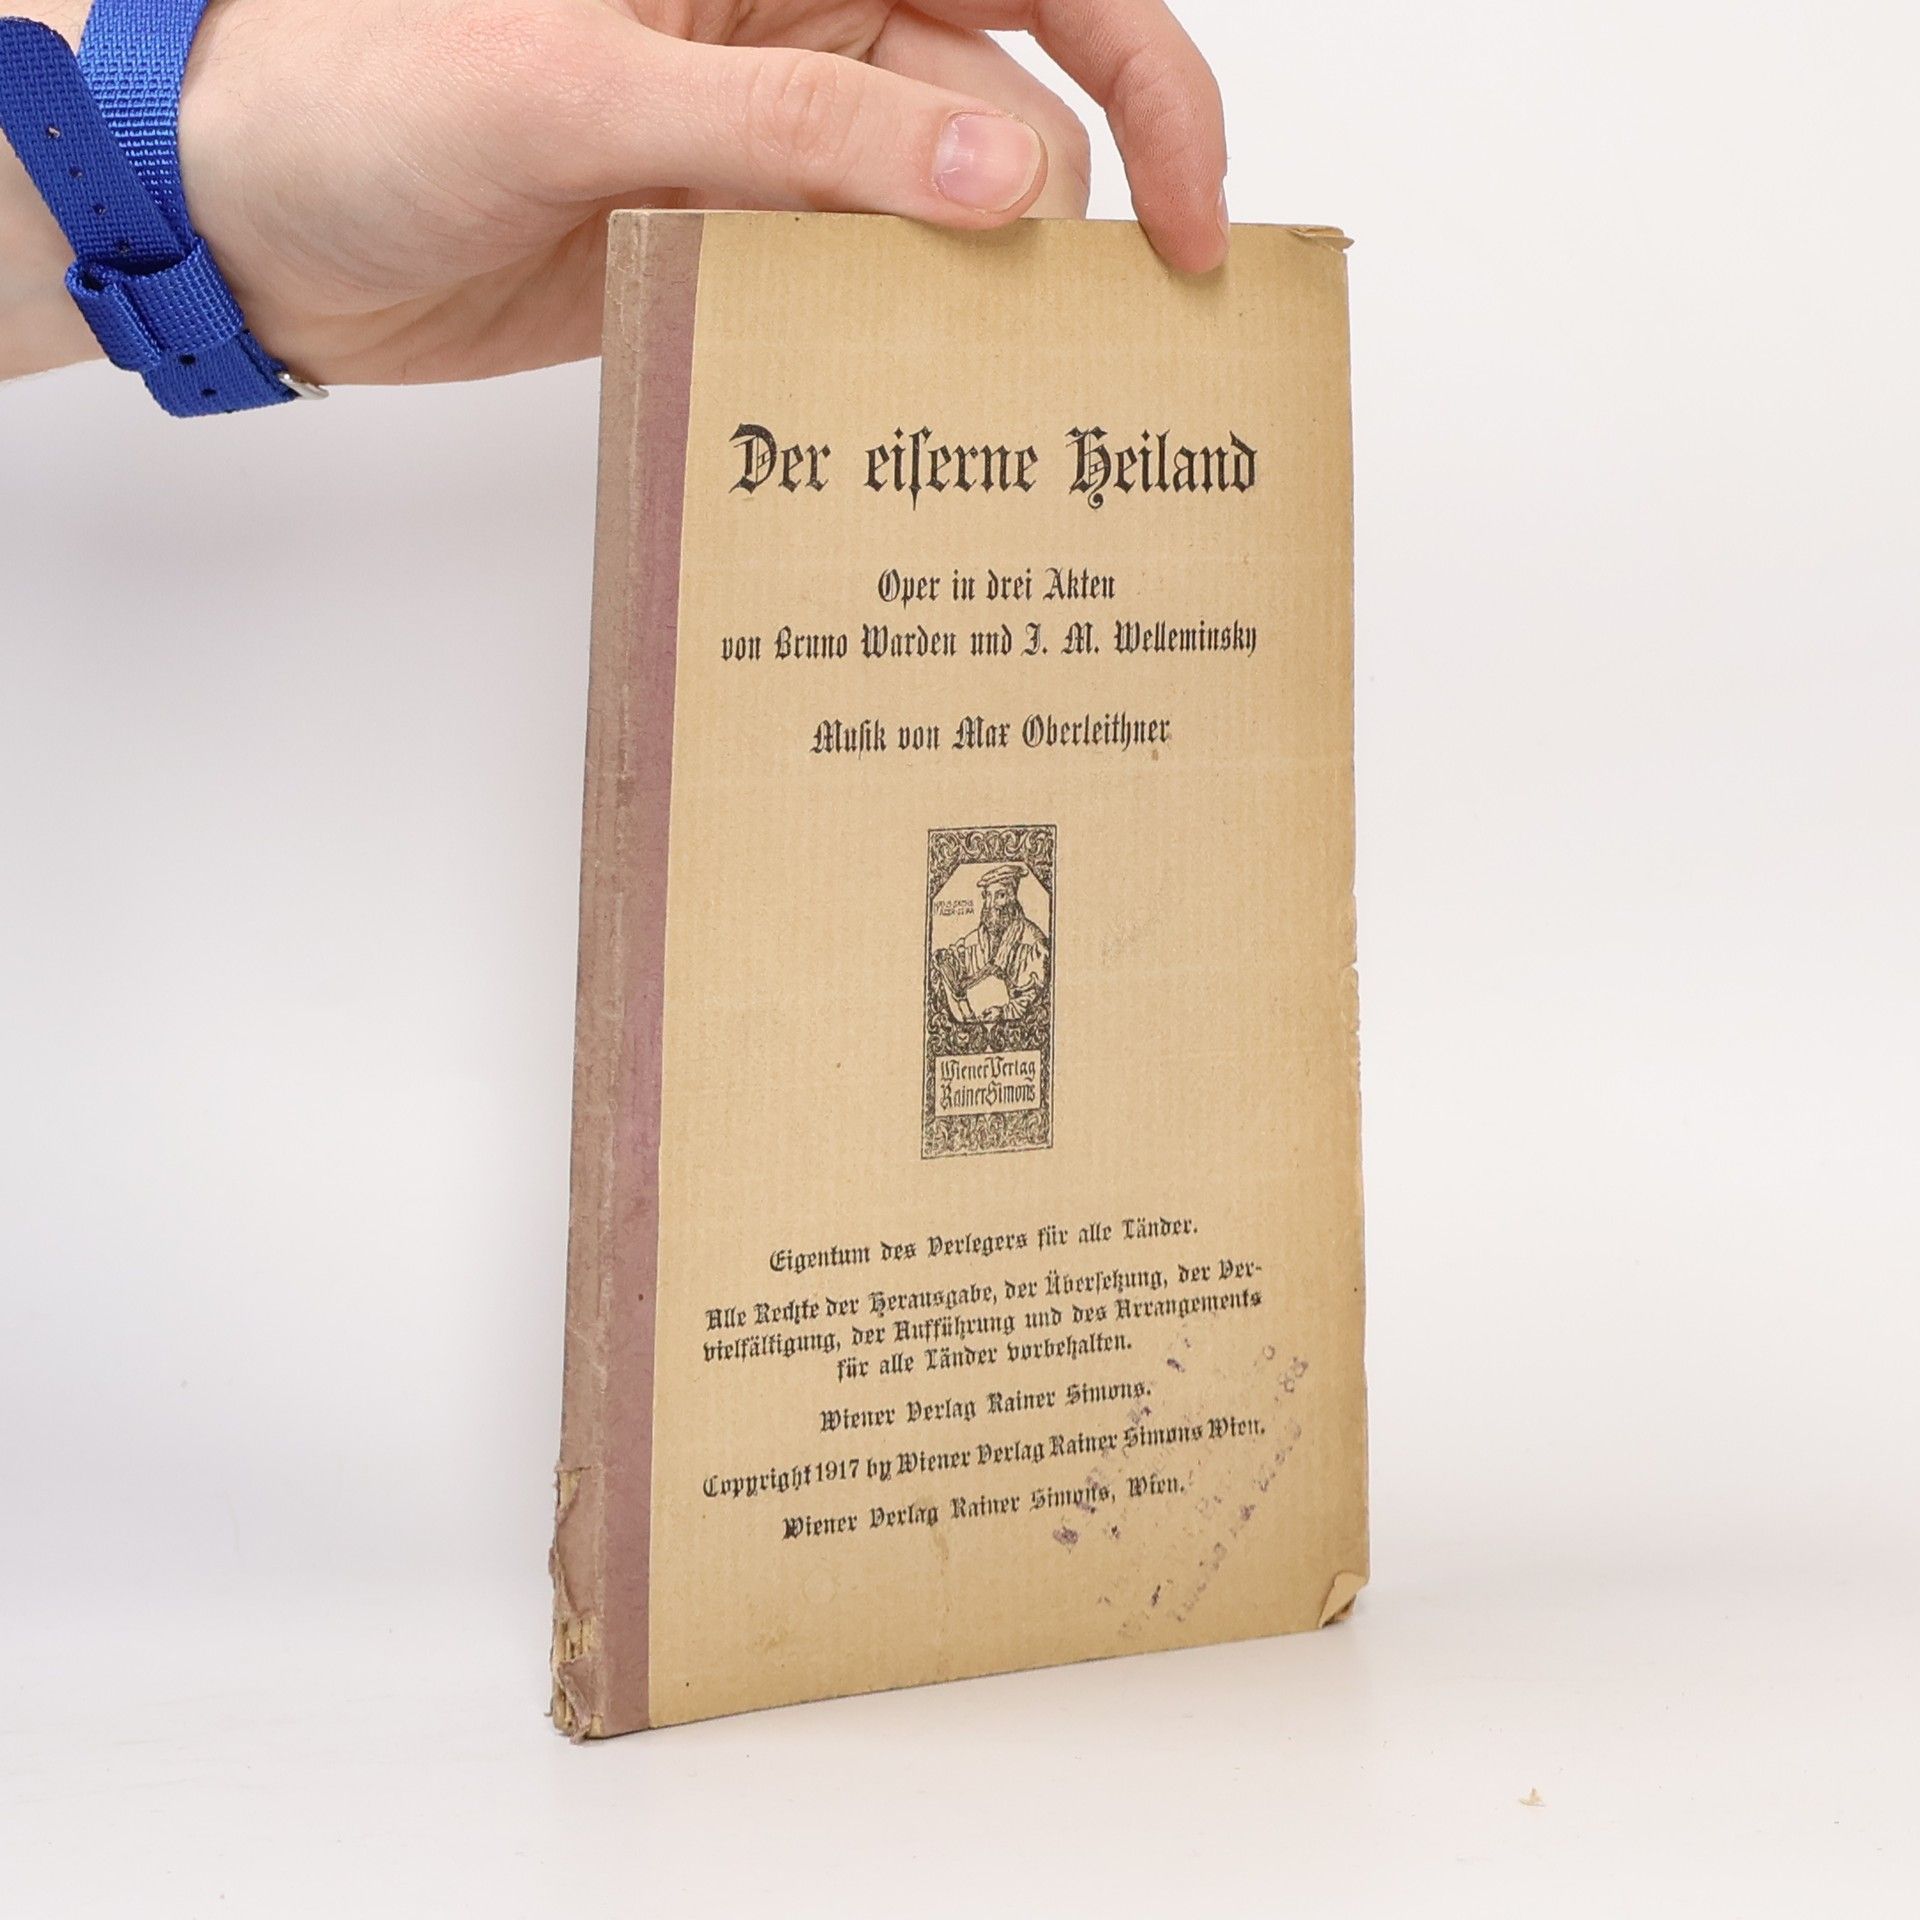 Der eiſerne Heiland
Oper in drei Akten
von Bruno Warden und I. M. Welleminsky
Muſik von Max Oberleithner
Wiener Verlag
Rainer Simons
Eigentum des Verlegers für alle Länder.
Alle Rechte der Herausgabe, der Überſetzung, der Ver-
vielfältigung, der Aufführung und des Arrangements
für alle Länder vorbehalten.
Wiener Verlag Rainer Simons.
Copyright 1917 by Wiener Verlag Rainer Simons Wien.
Wiener Verlag Rainer Simons, Wien.